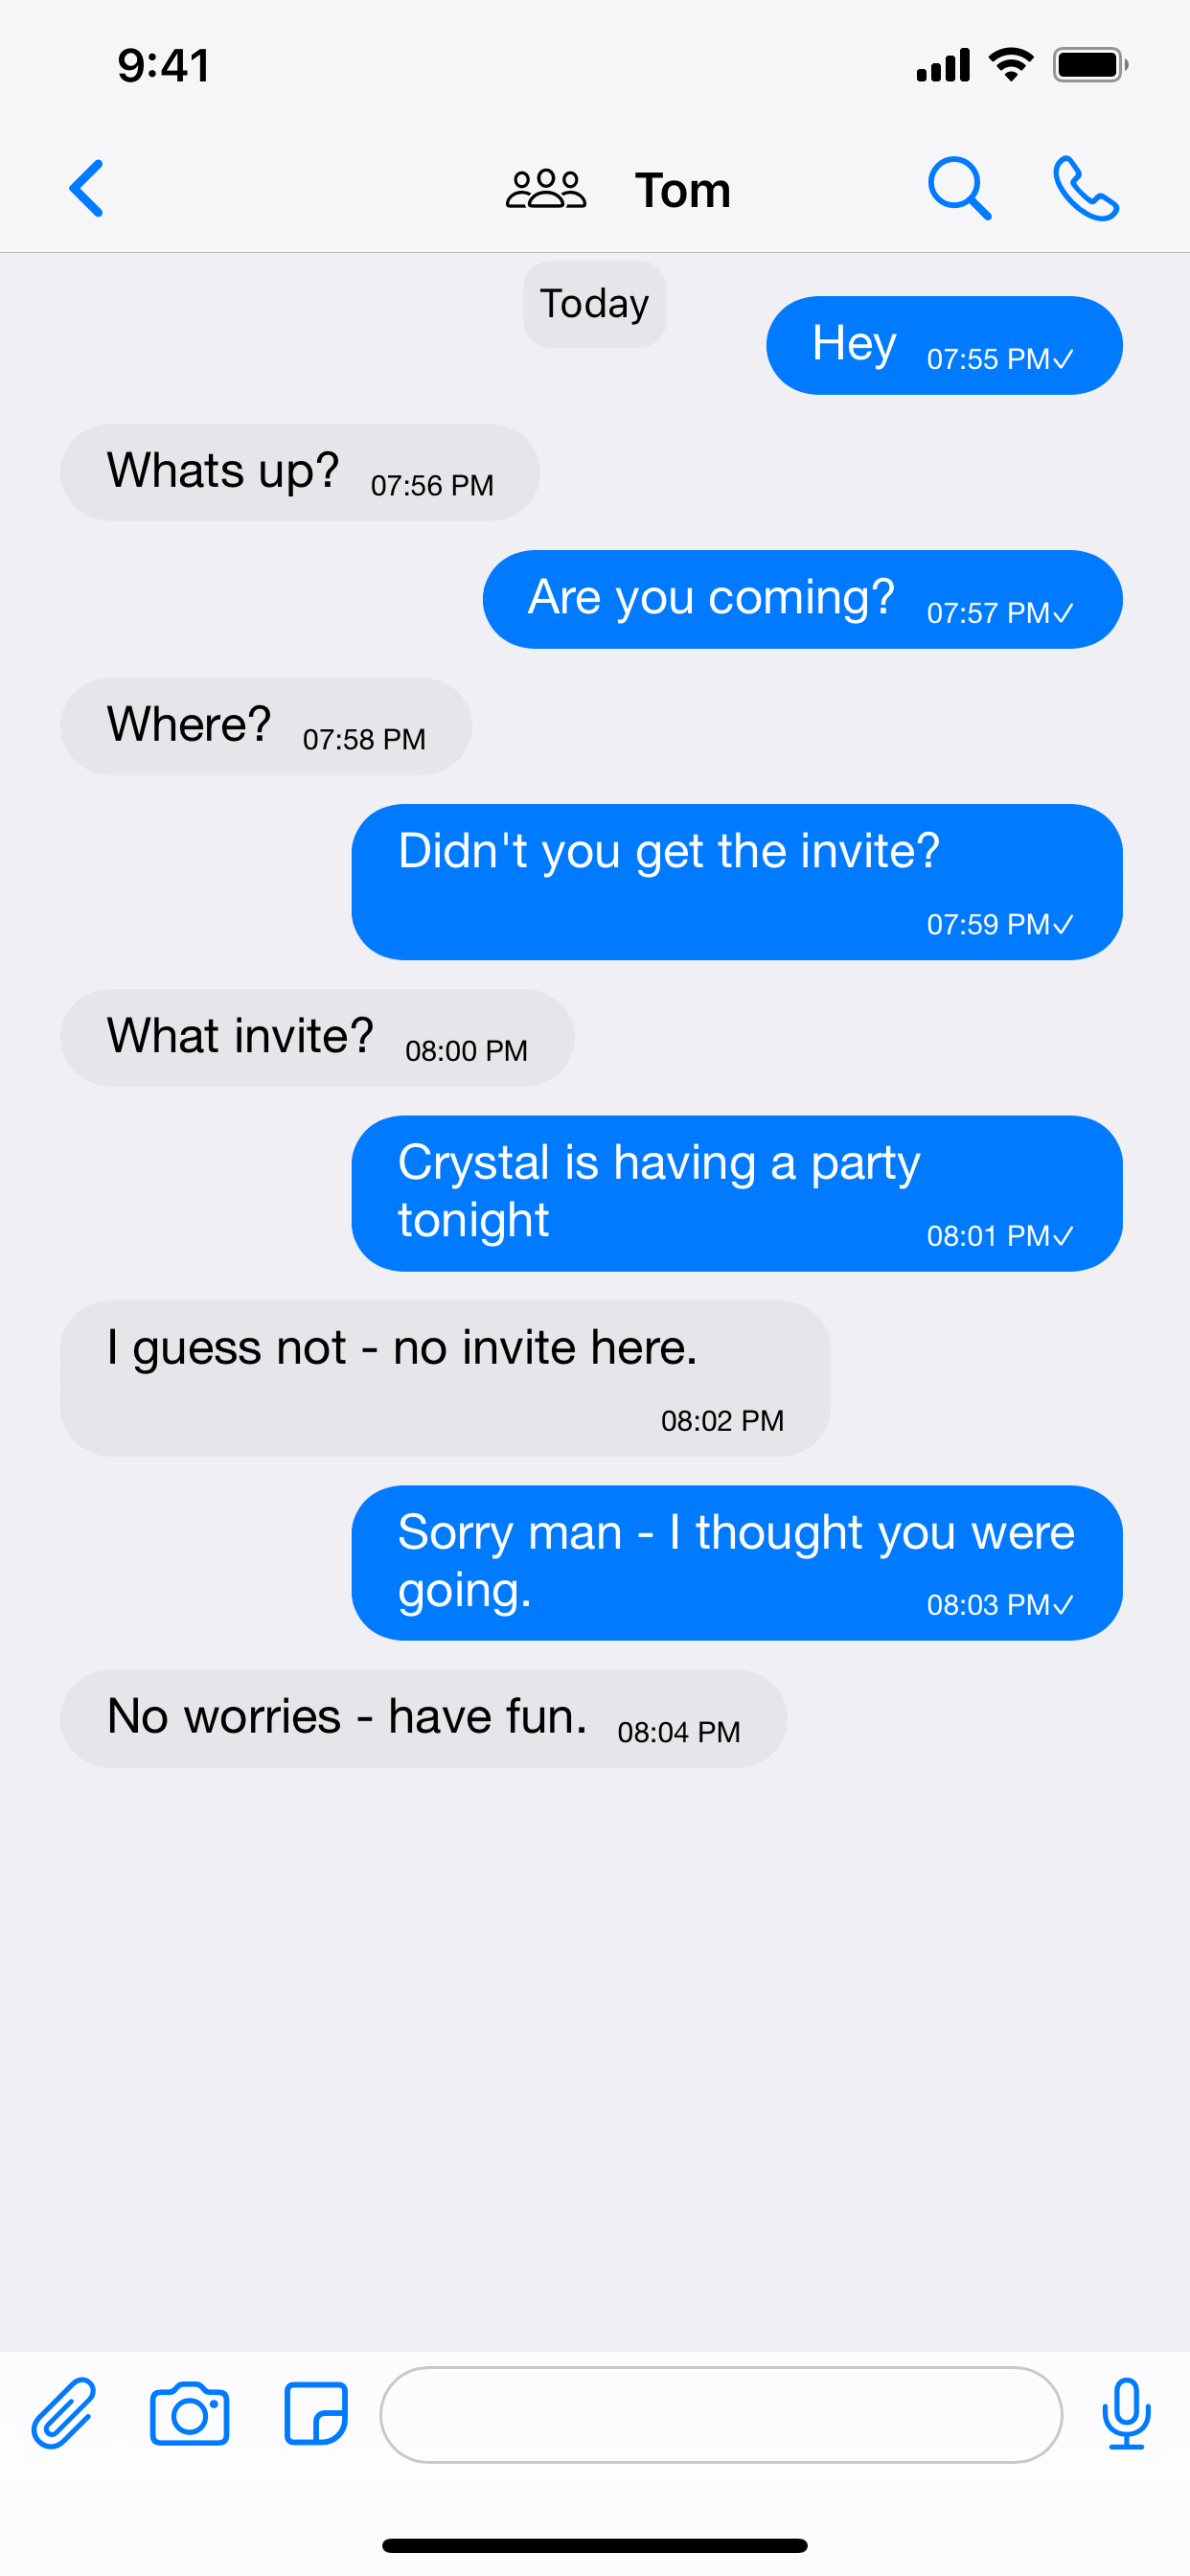 9:41
Tom
Today
Hey 07:55 PM✓
Whats up? 07:56 PM
Are you coming? 07:57 PM✓
Where? 07:58 PM
Didn't you get the invite?
07:59 PM✓
What invite? 08:00 PM
Crystal is having a party
tonight 08:01 PM✓
I guess not - no invite here.
08:02 PM
Sorry man - I thought you were
going. 08:03 PM✓
No worries - have fun. 08:04 PM